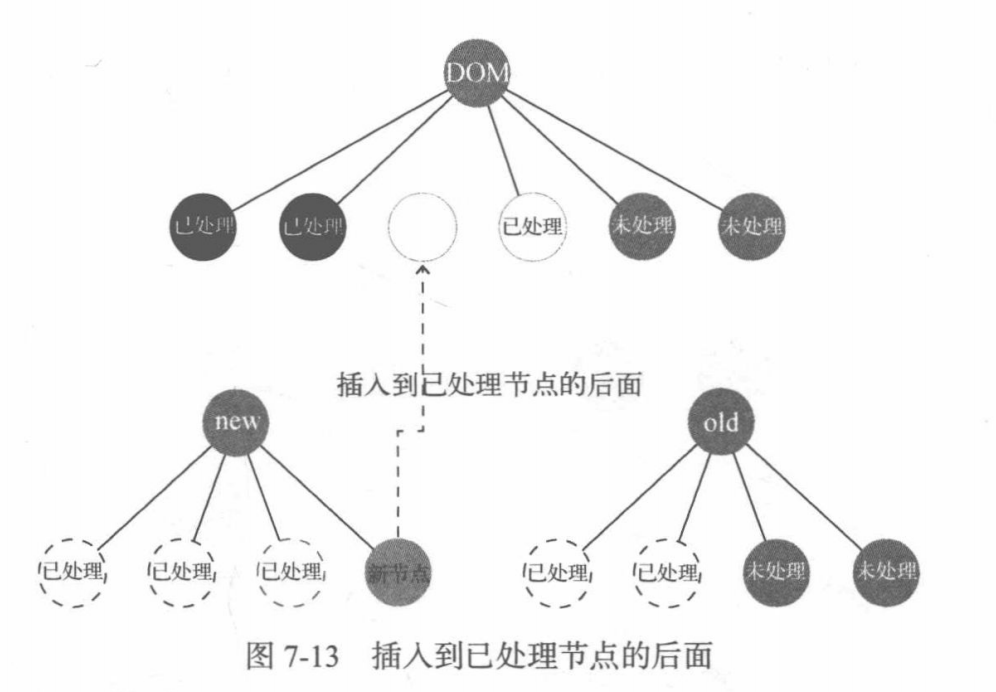 DOM
已处理 已处理 已处理 未处理 未处理
插入到已处理节点的后面
new old
已处理 已处理 已处理 新节点 已处理 已处理 未处理 未处理
图 7-13 插入到已处理节点的后面